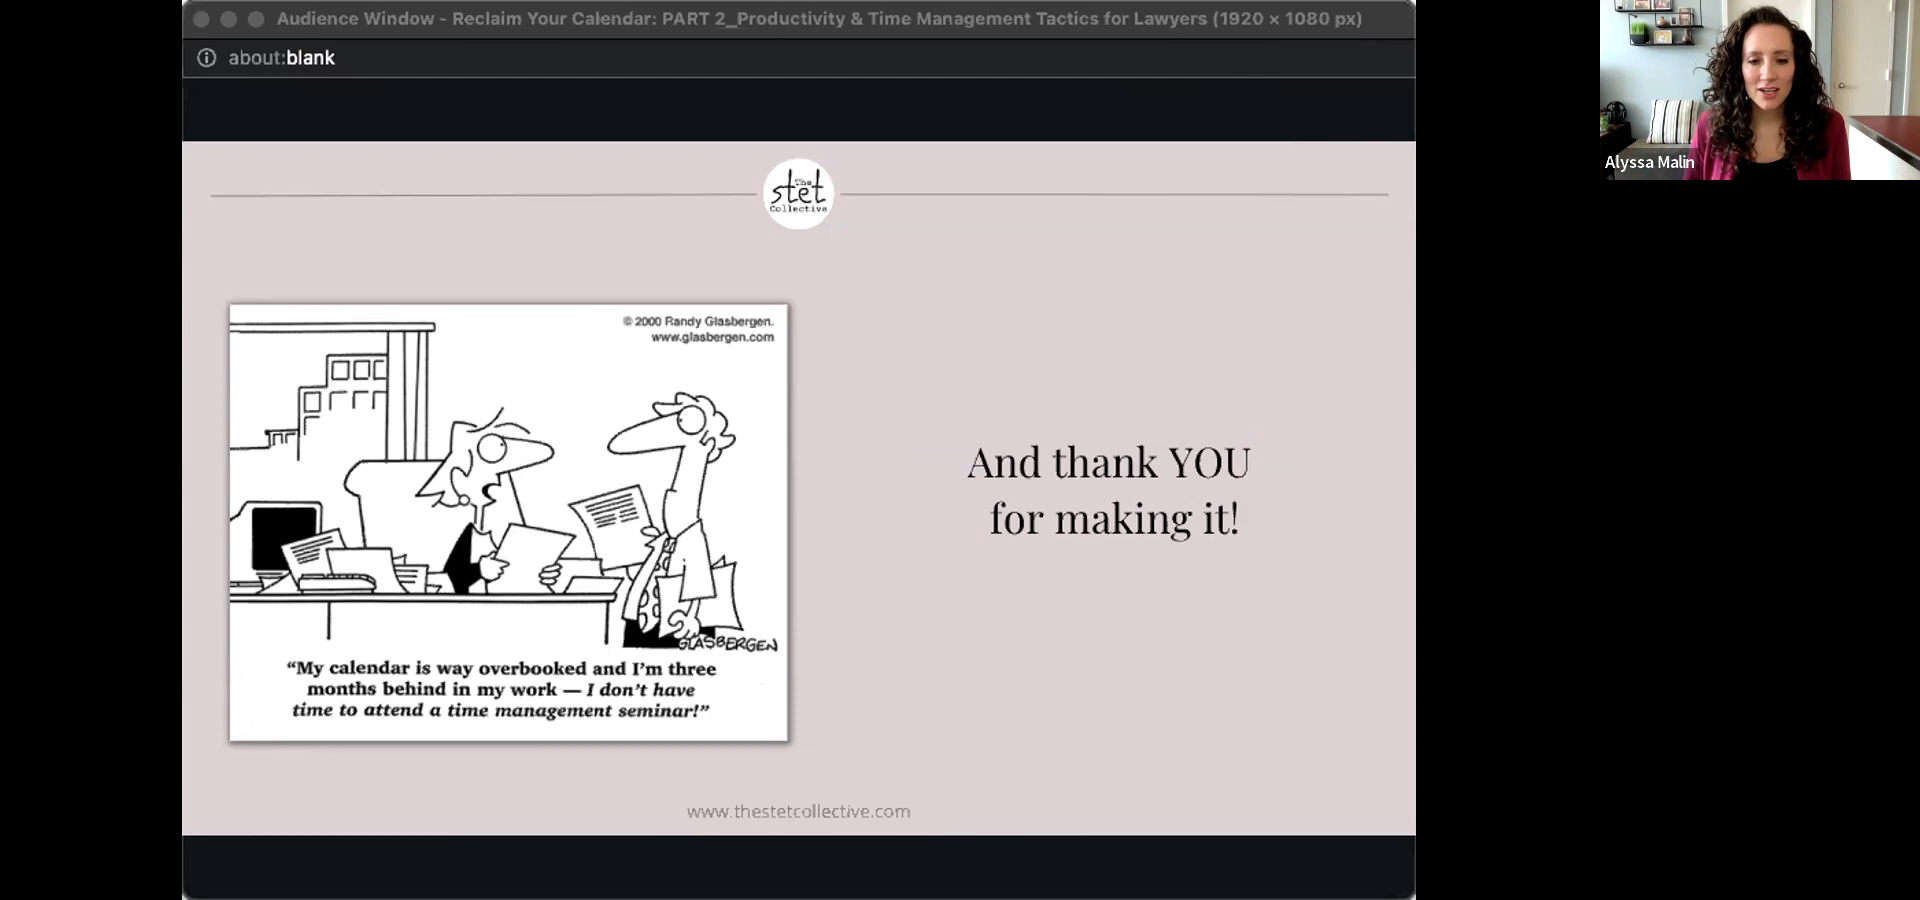 Audience Window - Reclaim Your Calendar: PART 2_Productivity & Time Management Tactics for Lawyers (1920 × 1080 px)
about:blank
Alyssa Malin
The
stet
Collective
© 2000 Randy Glasbergen.
www.glasbergen.com
And thank YOU
for making it!
GLASBERGEN
“My calendar is way overbooked and I’m three
months behind in my work — I don’t have
time to attend a time management seminar!”
www.thestetcollective.com